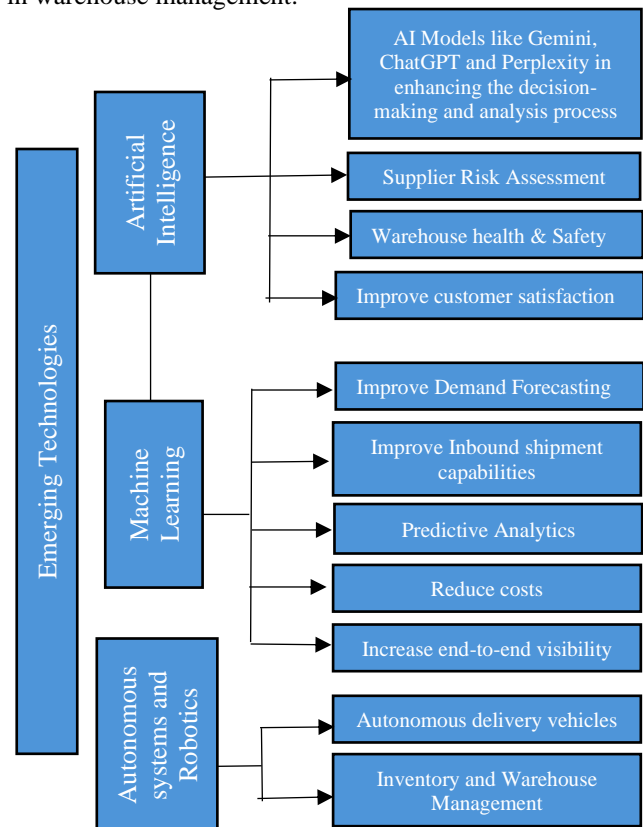 in warehouse management.
Emerging Technologies
Artificial
Intelligence
AI Models like Gemini,
ChatGPT and Perplexity in
enhancing the decision-
making and analysis process
Supplier Risk Assessment
Warehouse health & Safety
Improve customer satisfaction
Machine
Learning
Improve Demand Forecasting
Improve Inbound shipment
capabilities
Predictive Analytics
Reduce costs
Increase end-to-end visibility
Autonomous
systems and
Robotics
Autonomous delivery vehicles
Inventory and Warehouse
Management